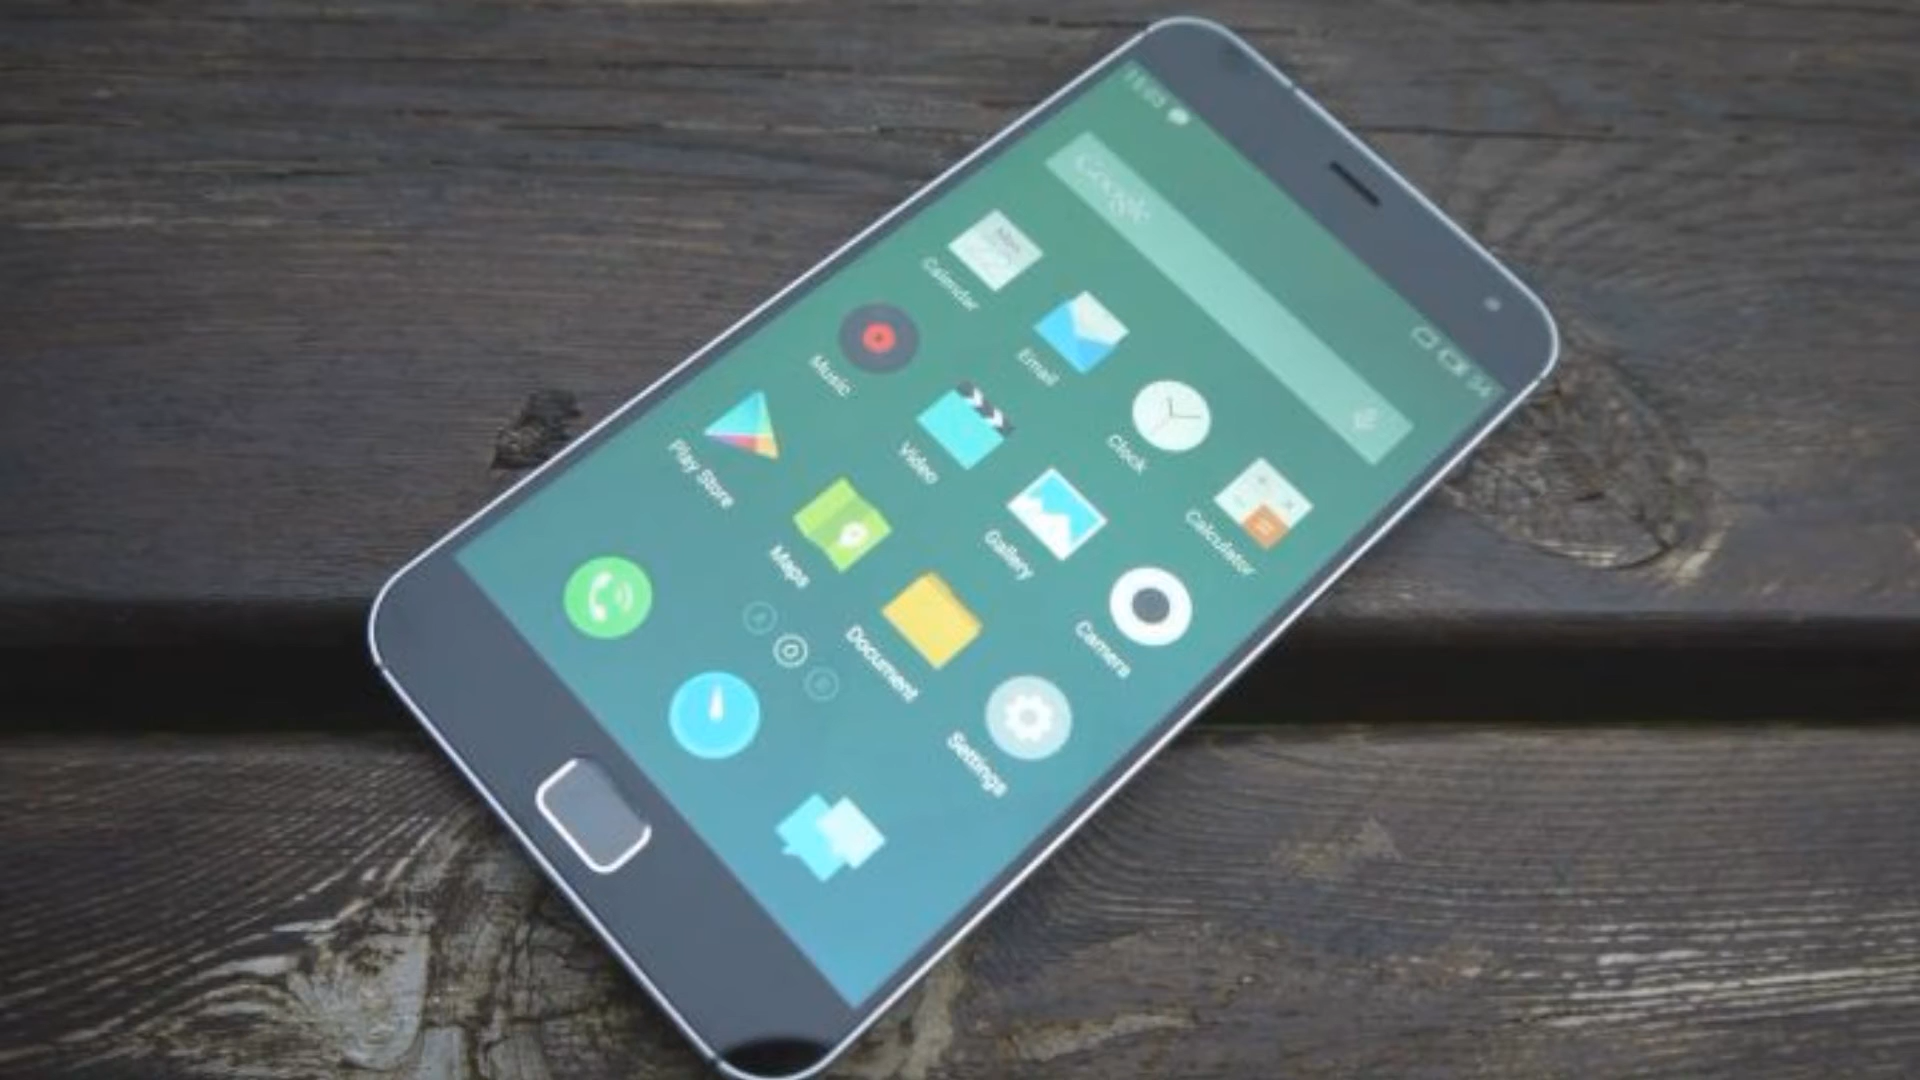 Google
Calendar
Email
Clock
Calculator
Music
Video
Gallery
Camera
Play Store
Maps
Document
Settings